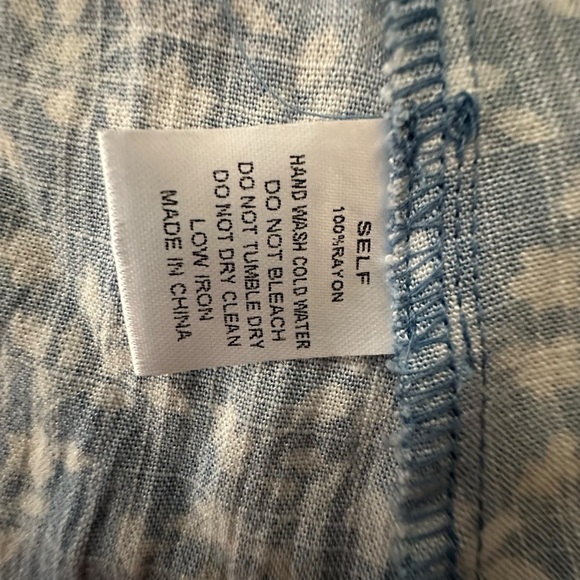 SELF
100%RAYON
HAND WASH COLD WATER
DO NOT BLEACH
DO NOT TUMBLE DRY
DO NOT DRY CLEAN
LOW IRON
MADE IN CHINA